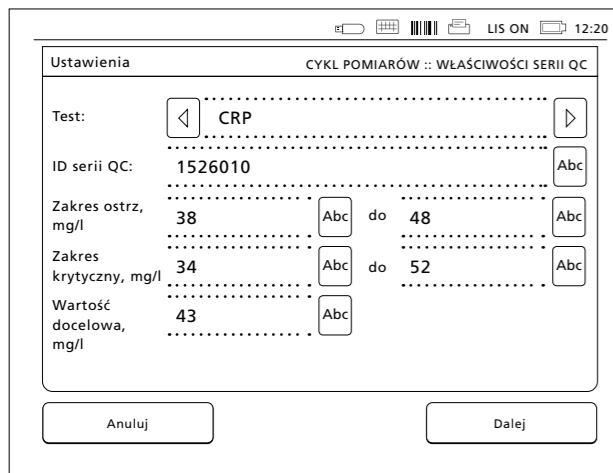 LIS ON 12:20
Ustawienia CYKL POMIARÓW :: WŁAŚCIWOŚCI SERII QC
Test: CRP
ID serii QC: 1526010 Abc
Zakres ostrz,
mg/l 38 Abc do 48 Abc
Zakres
krytyczny, mg/l 34 Abc do 52 Abc
Wartość
docelowa,
mg/l 43 Abc
Anuluj Dalej